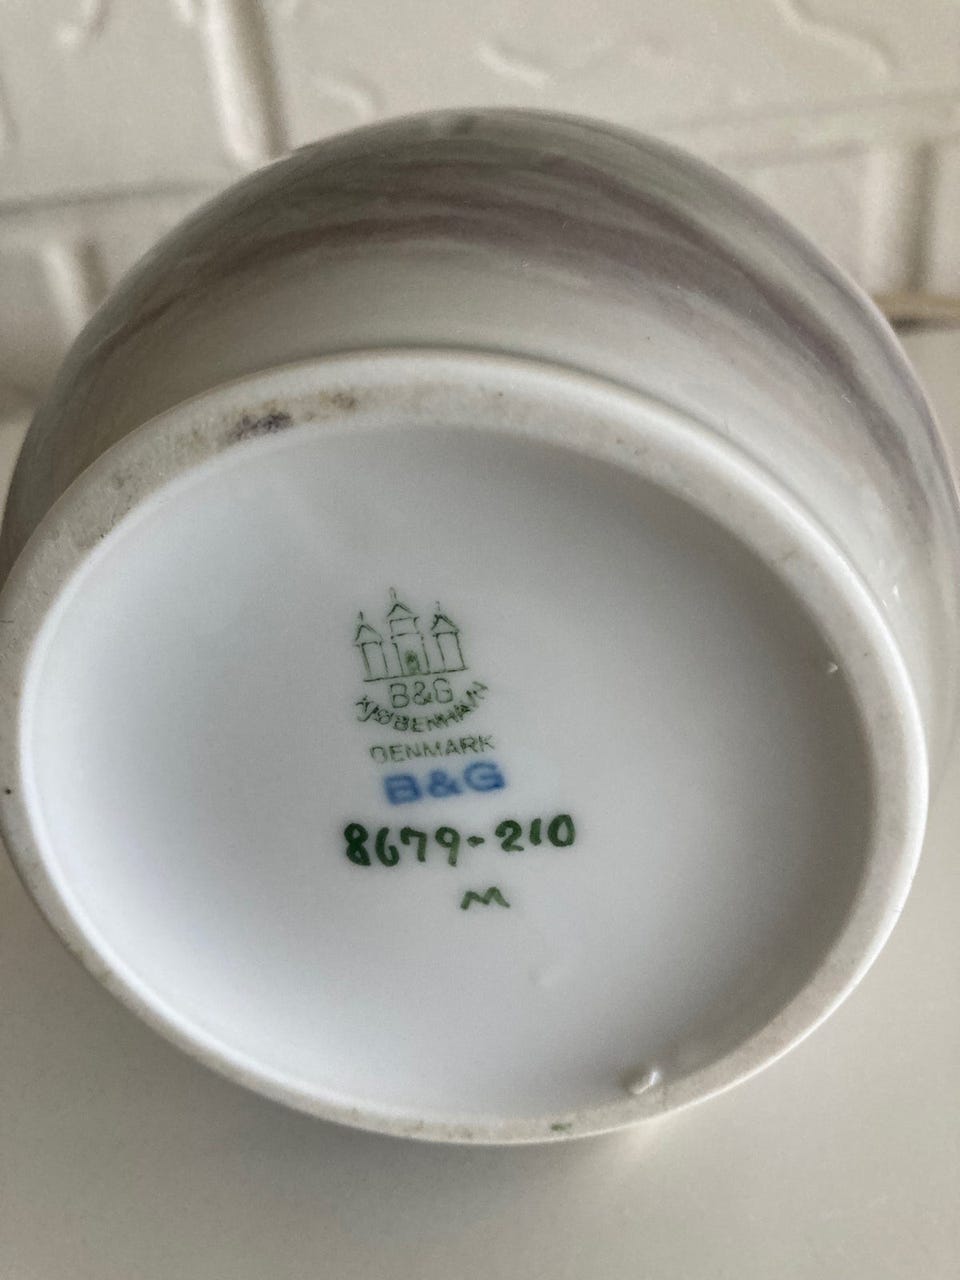 B&G
KJØBENHAVN
DENMARK
B&G
8679-210
M